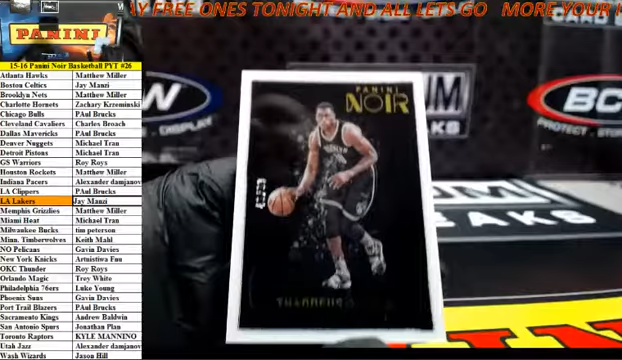 Y FREE ONES TONIGHT AND ALL LETS GO MORE YOUR
PANINI
15-16 Panini Noir Basketball PYT #26
Atlanta Hawks Matthew Miller
Boston Celtics Jay Manzi
Brooklyn Nets Matthew Miller
Charlotte Hornets Zachary Krzeminski
Chicago Bulls PAul Brucks
Cleveland Cavaliers Charles Broach
Dallas Mavericks PAul Brucks
Denver Nuggets Michael Tran
Detroit Pistons Michael Tran
GS Warriors Roy Roys
Houston Rockets Matthew Miller
Indiana Pacers Alexander damjanov
LA Clippers PAul Brucks
LA Lakers Jay Manzi
Memphis Grizzlies Matthew Miller
Miami Heat Michael Tran
Milwaukee Bucks tim peterson
Minn. Timberwolves Keith Mahl
NO Pelicans Gavin Davies
New York Knicks
OKC Thunder Roy Roys
Orlando Magic Trey White
Philadelphia 76ers Luke Young
Phoenix Suns Gavin Davies
Port Trail Blazers PAul Brucks
Sacramento Kings Andrew Baldwin
San Antonio Spurs Jonathan Plan
Toronto Raptors KYLE MANNINO
Utah Jazz Alexander damjanov
Wash Wizards Jason Hill
PANINI
NOIR
BROOKLYN
THADDEUS
BC
PROTECT - STORE